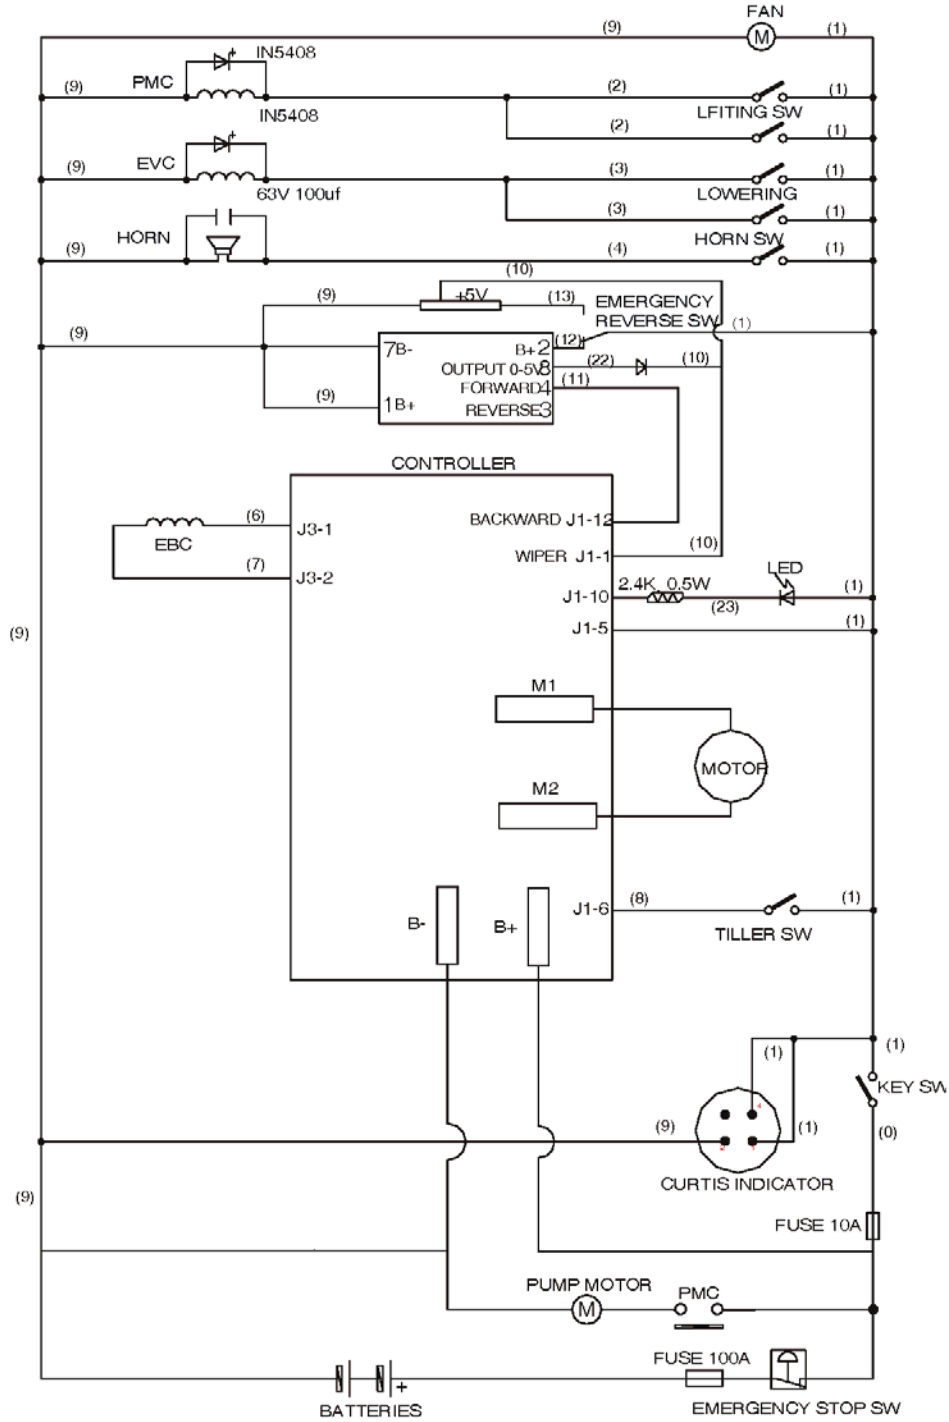 FAN
(9) M (1)
IN5408
(9) PMC (2) (1)
IN5408 LFITING SW
(2) (1)
(9) EVC (3) (1)
63V 100uf LOWERING
(3) (1)
HORN HORN SW
(9) (4) (1)
(10)
(9) +5V (13) EMERGENCY
REVERSE SW (1)
(9) 7B- B+2 (12)
OUTPUT 0-5V8 (22) (10)
FORWARD4 (11)
(9) 1B+ REVERSE3
CONTROLLER
(6) J3-1 BACKWARD J1-12
EBC
WIPER J1-1 (10)
(7) J3-2 2.4K 0.5W LED
J1-10 (23) (1)
(9) J1-5 (1)
M1
MOTOR
M2
B- B+ J1-6 (8) (1)
TILLER SW
(1) (1)
KEY SW
4
(9) (1) (0)
2 1
CURTIS INDICATOR
(9)
FUSE 10A
PUMP MOTOR PMC
M
FUSE 100A
+
BATTERIES EMERGENCY STOP SW